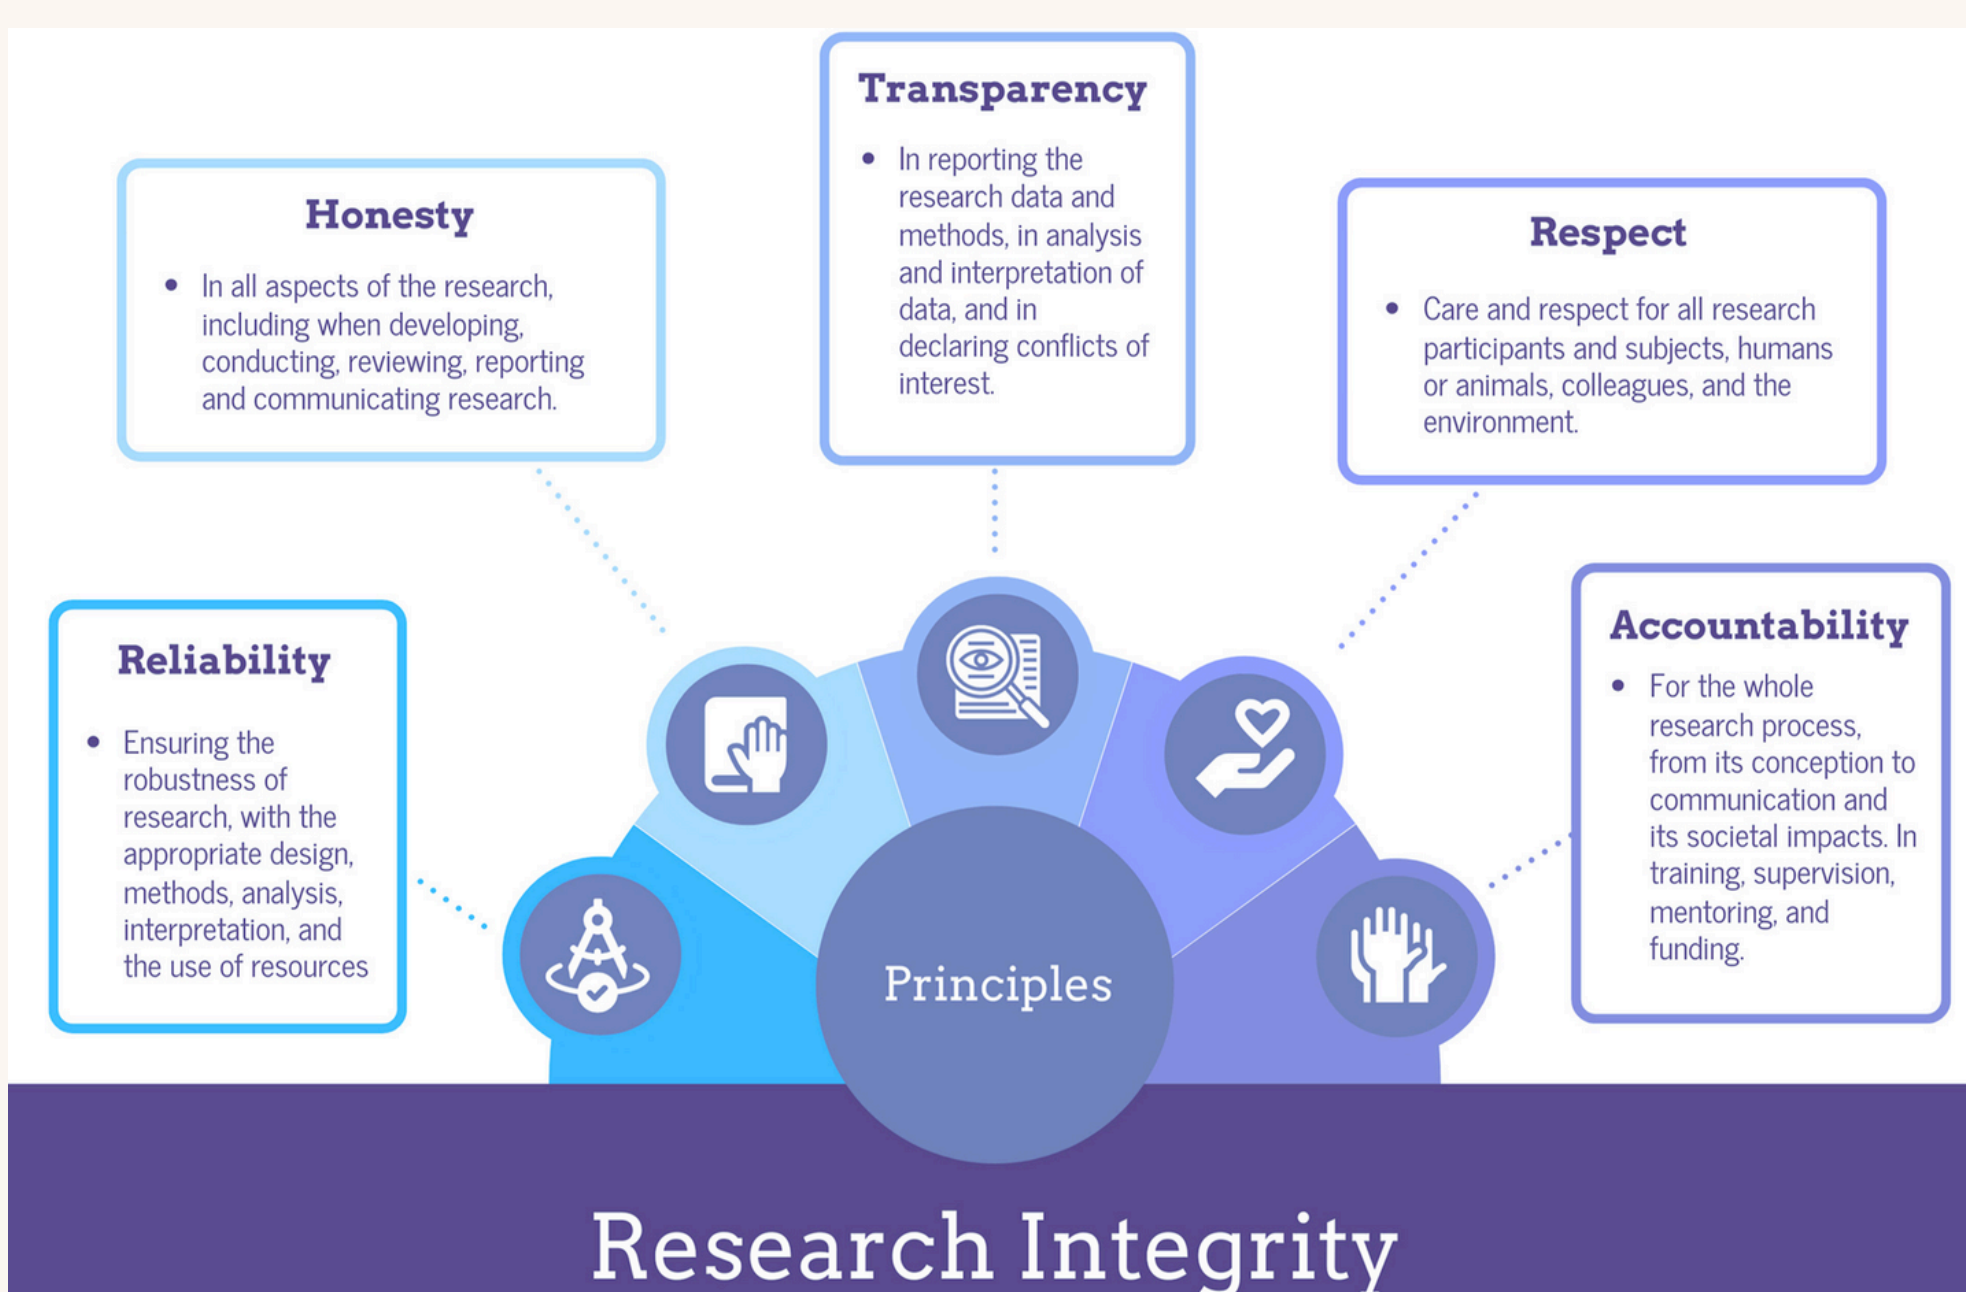 Transparency
• In reporting the
research data and
methods, in analysis
and interpretation of
data, and in
declaring conflicts of
interest.
Honesty
• In all aspects of the research,
including when developing,
conducting, reviewing, reporting
and communicating research.
Respect
• Care and respect for all research
participants and subjects, humans
or animals, colleagues, and the
environment.
Reliability
• Ensuring the
robustness of
research, with the
appropriate design,
methods, analysis,
interpretation, and
the use of resources
Accountability
• For the whole
research process,
from its conception to
communication and
its societal impacts. In
training, supervision,
mentoring, and
funding.
Principles
Research Integrity